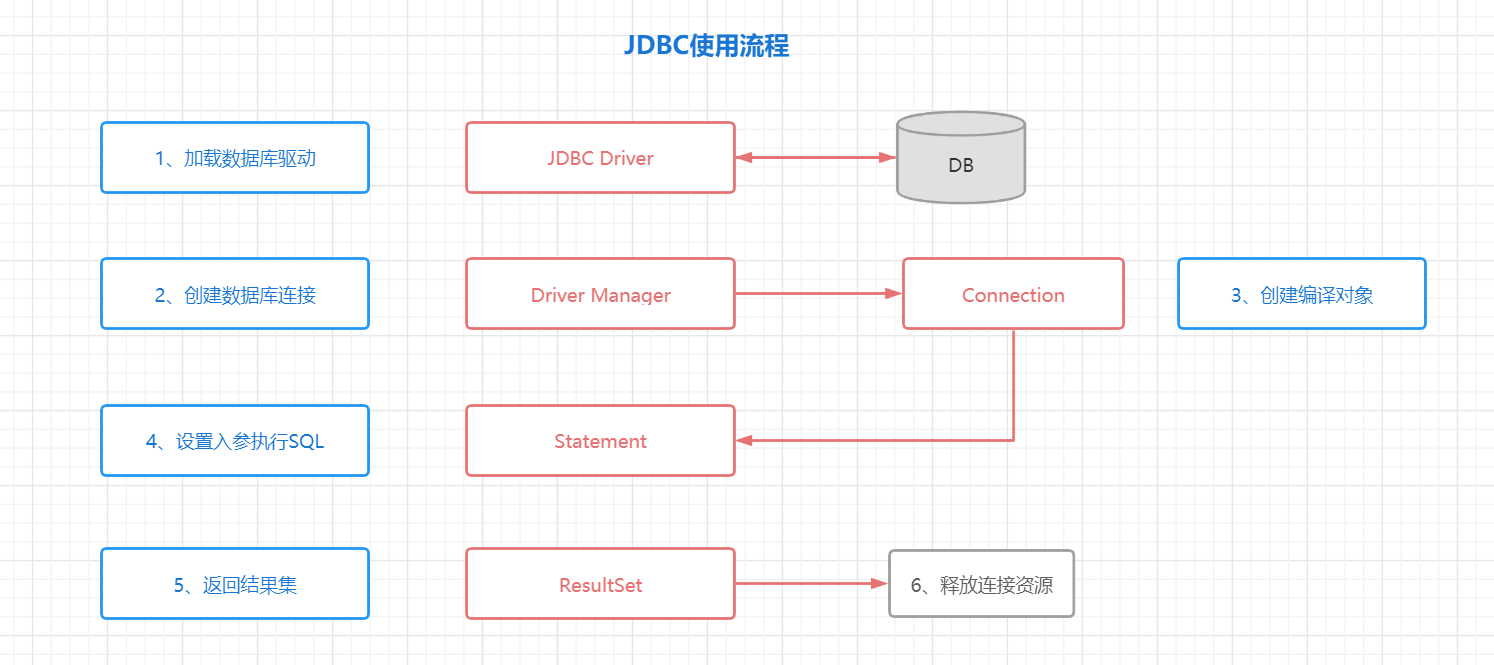 JDBC使用流程
1、加载数据库驱动
JDBC Driver
DB
2、创建数据库连接
Driver Manager
Connection
3、创建编译对象
4、设置入参执行SQL
Statement
5、返回结果集
ResultSet
6、释放连接资源